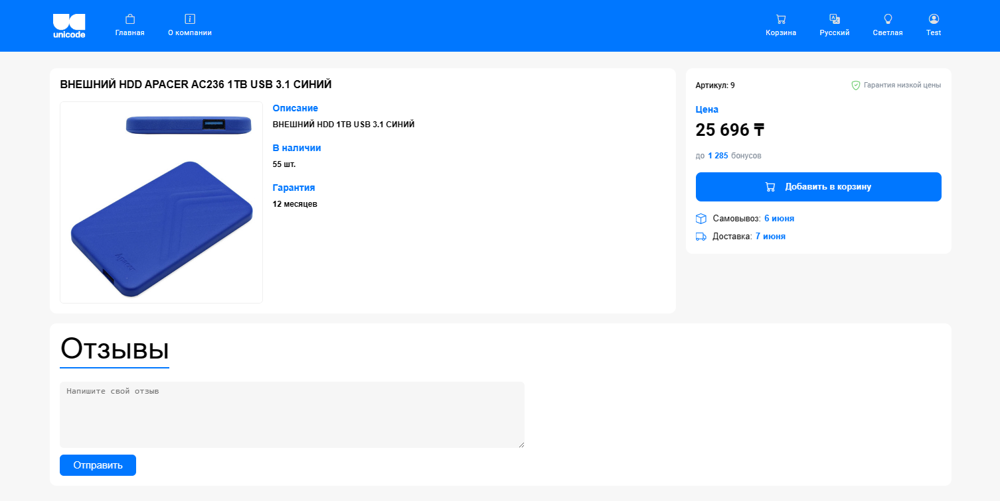 unicode
Главная
О компании
Корзина
Русский
Светлая
Test
ВНЕШНИЙ HDD APACER AC236 1TB USB 3.1 СИНИЙ
Описание
ВНЕШНИЙ HDD 1TB USB 3.1 СИНИЙ
В наличии
55 шт.
Гарантия
12 месяцев
Apacer
Артикул: 9
Гарантия низкой цены
Цена
25 696 ₸
до 1 285 бонусов
Добавить в корзину
Самовывоз: 6 июня
Доставка: 7 июня
Отзывы
Напишите свой отзыв
Отправить